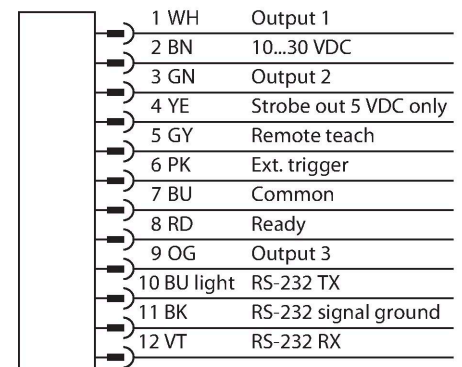 1 WH Output 1
2 BN 10...30 VDC
3 GN Output 2
4 YE Strobe out 5 VDC only
5 GY Remote teach
6 PK Ext. trigger
7 BU Common
8 RD Ready
9 OG Output 3
10 BU light RS-232 TX
11 BK RS-232 signal ground
12 VT RS-232 RX